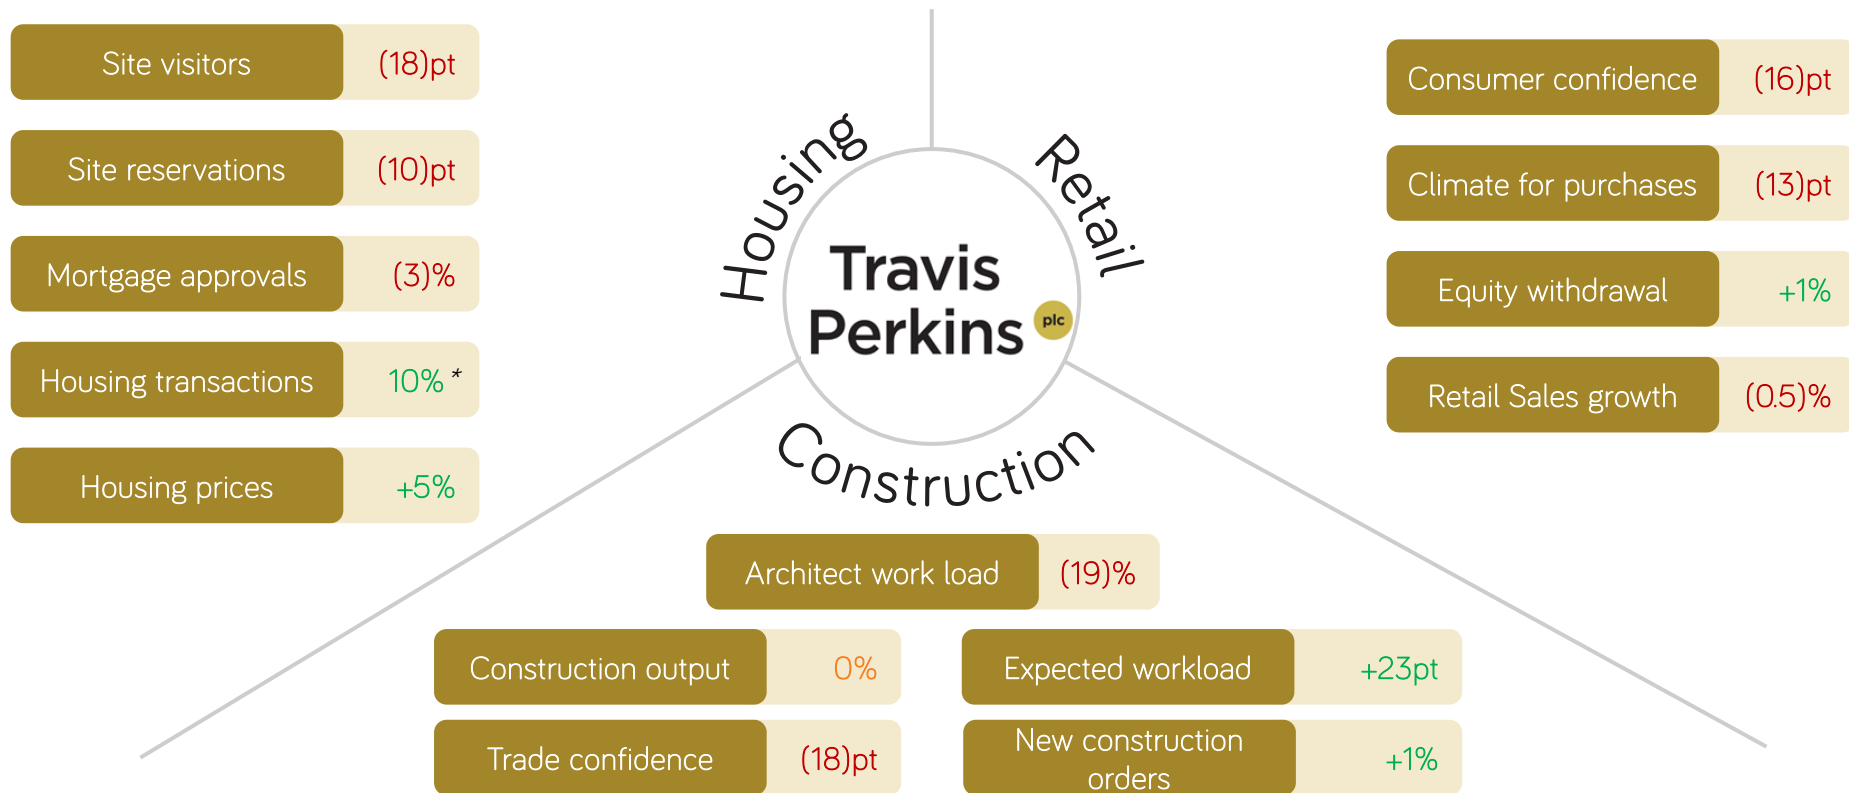 Site visitors (18)pt
Site reservations (10)pt
Mortgage approvals (3)%
Housing transactions 10% *
Housing prices +5%
Housing
Retail
Construction
Travis
Perkins plc
Consumer confidence (16)pt
Climate for purchases (13)pt
Equity withdrawal +1%
Retail Sales growth (0.5)%
Architect work load (19)%
Construction output 0%
Expected workload +23pt
Trade confidence (18)pt
New construction
orders +1%